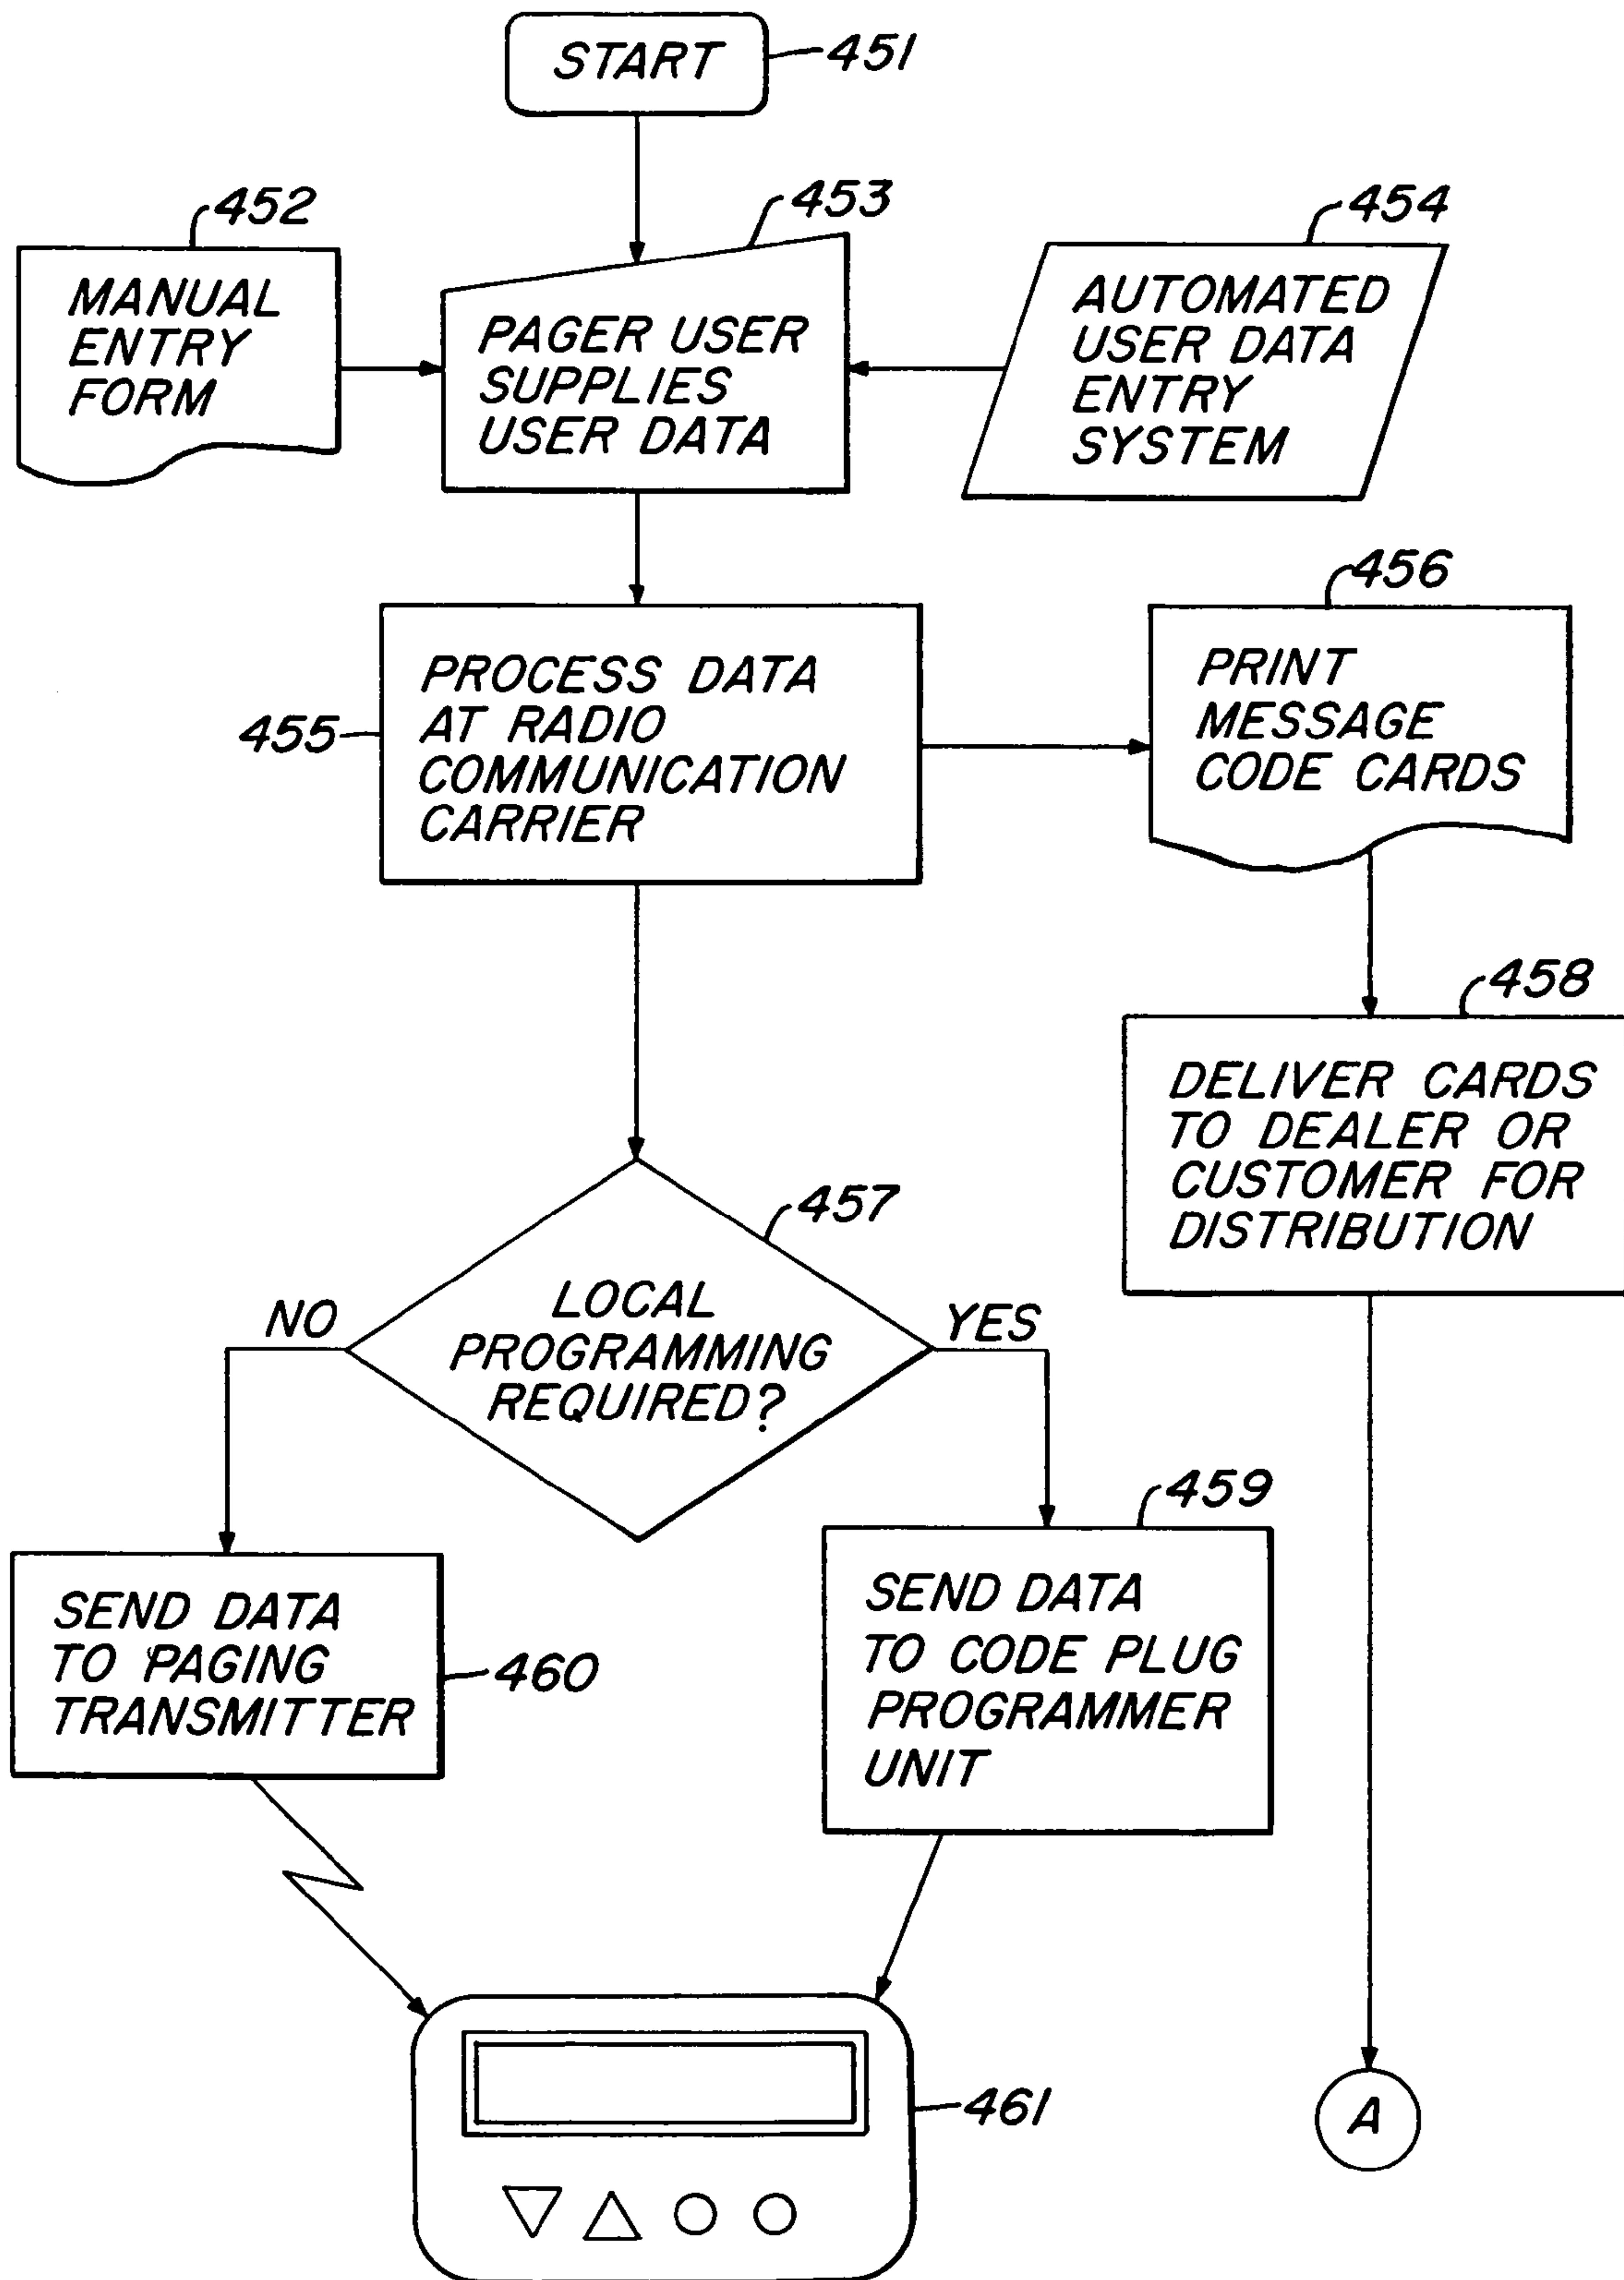 START
451
452
453
454
MANUAL
ENTRY
FORM
PAGER USER
SUPPLIES
USER DATA
AUTOMATED
USER DATA
ENTRY
SYSTEM
455
PROCESS DATA
AT RADIO
COMMUNICATION
CARRIER
456
PRINT
MESSAGE
CODE CARDS
458
DELIVER CARDS
TO DEALER OR
CUSTOMER FOR
DISTRIBUTION
457
LOCAL
PROGRAMMING
REQUIRED?
NO
YES
459
SEND DATA
TO PAGING
TRANSMITTER
460
SEND DATA
TO CODE PLUG
PROGRAMMER
UNIT
461
A